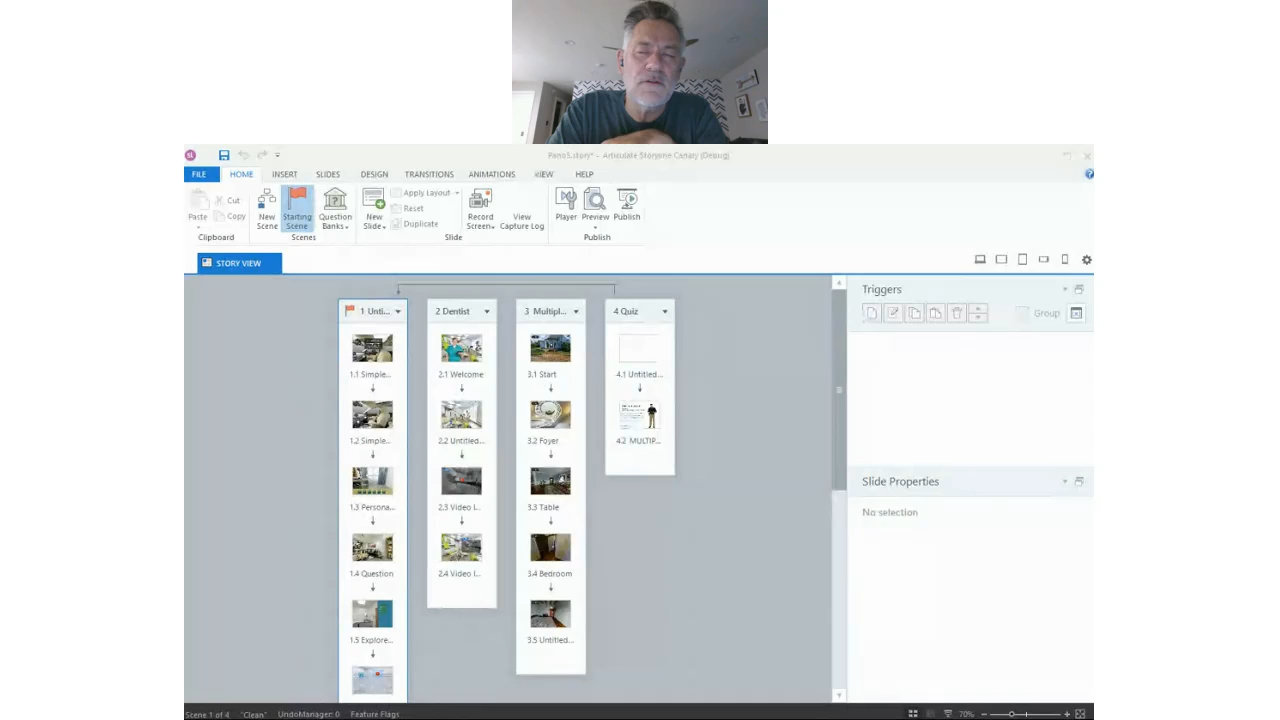 Pano5.story* - Articulate Storyline Canary (Debug)
FILE HOME INSERT SLIDES DESIGN TRANSITIONS ANIMATIONS VIEW HELP
Paste Cut Copy
Clipboard
New Scene Starting Scene Question Banks
Scenes
New Slide Apply Layout Reset Duplicate Record Screen View Capture Log
Slide
Player Preview Publish
Publish
STORY VIEW
1 Unti...
1.1 Simple...
1.2 Simple...
1.3 Persona...
1.4 Question
1.5 Explore...
2 Dentist
2.1 Welcome
2.2 Untitled...
2.3 Video I...
2.4 Video I...
3 Multipl...
3.1 Start
3.2 Foyer
3.3 Table
3.4 Bedroom
3.5 Untitled...
4 Quiz
4.1 Untitled...
4.2 MULTIP...
Triggers
Group
Slide Properties
No selection
Scene 1 of 4 "Clean" UndoManager: 0 Feature Flags
70%